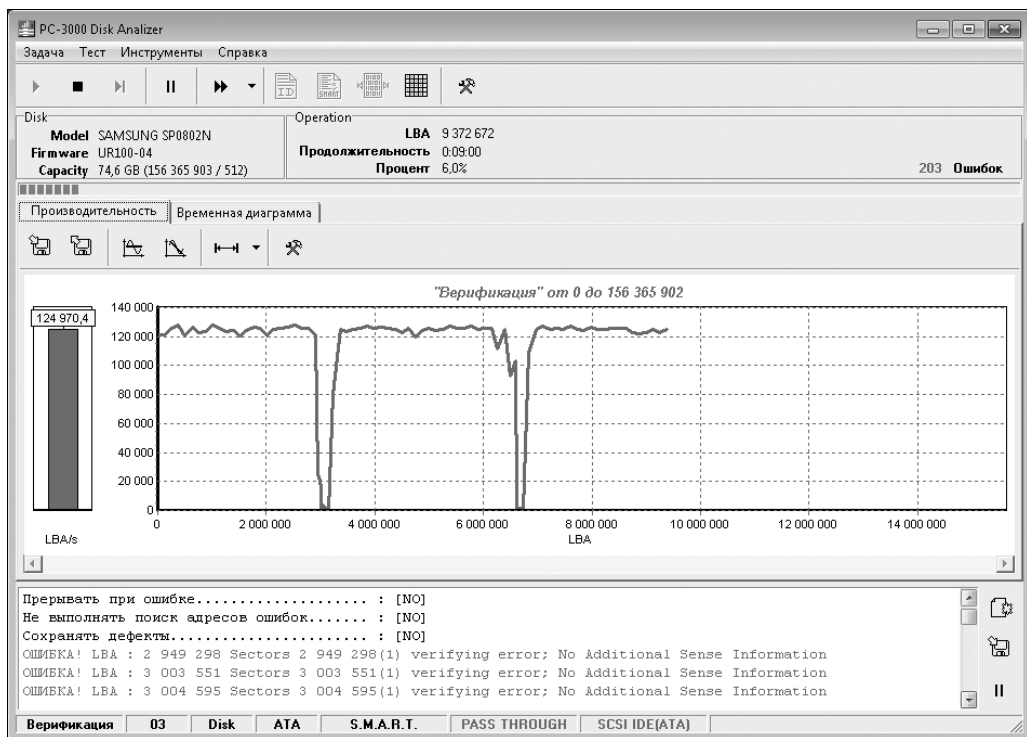 PC-3000 Disk Analizer
Задача Тест Инструменты Справка
ID SMART
Disk
Model SAMSUNG SP0802N
Firmware UR100-04
Capacity 74,6 GB (156 365 903 / 512)
Operation
LBA 9 372 672
Продолжительность 0:09:00
Процент 6,0%
203 Ошибок
Производительность Временная диаграмма
"Верификация" от 0 до 156 365 902
124 970,4
LBA/s
140 000
120 000
100 000
80 000
60 000
40 000
20 000
0
0 2 000 000 4 000 000 6 000 000 8 000 000 10 000 000 12 000 000 14 000 000
LBA
Прерывать при ошибке.................... : [NO]
Не выполнять поиск адресов ошибок....... : [NO]
Сохранять дефекты....................... : [NO]
ОШИБКА! LBA : 2 949 298 Sectors 2 949 298(1) verifying error; No Additional Sense Information
ОШИБКА! LBA : 3 003 551 Sectors 3 003 551(1) verifying error; No Additional Sense Information
ОШИБКА! LBA : 3 004 595 Sectors 3 004 595(1) verifying error; No Additional Sense Information
Верификация 03 Disk ATA S.M.A.R.T. PASS THROUGH SCSI IDE(ATA)